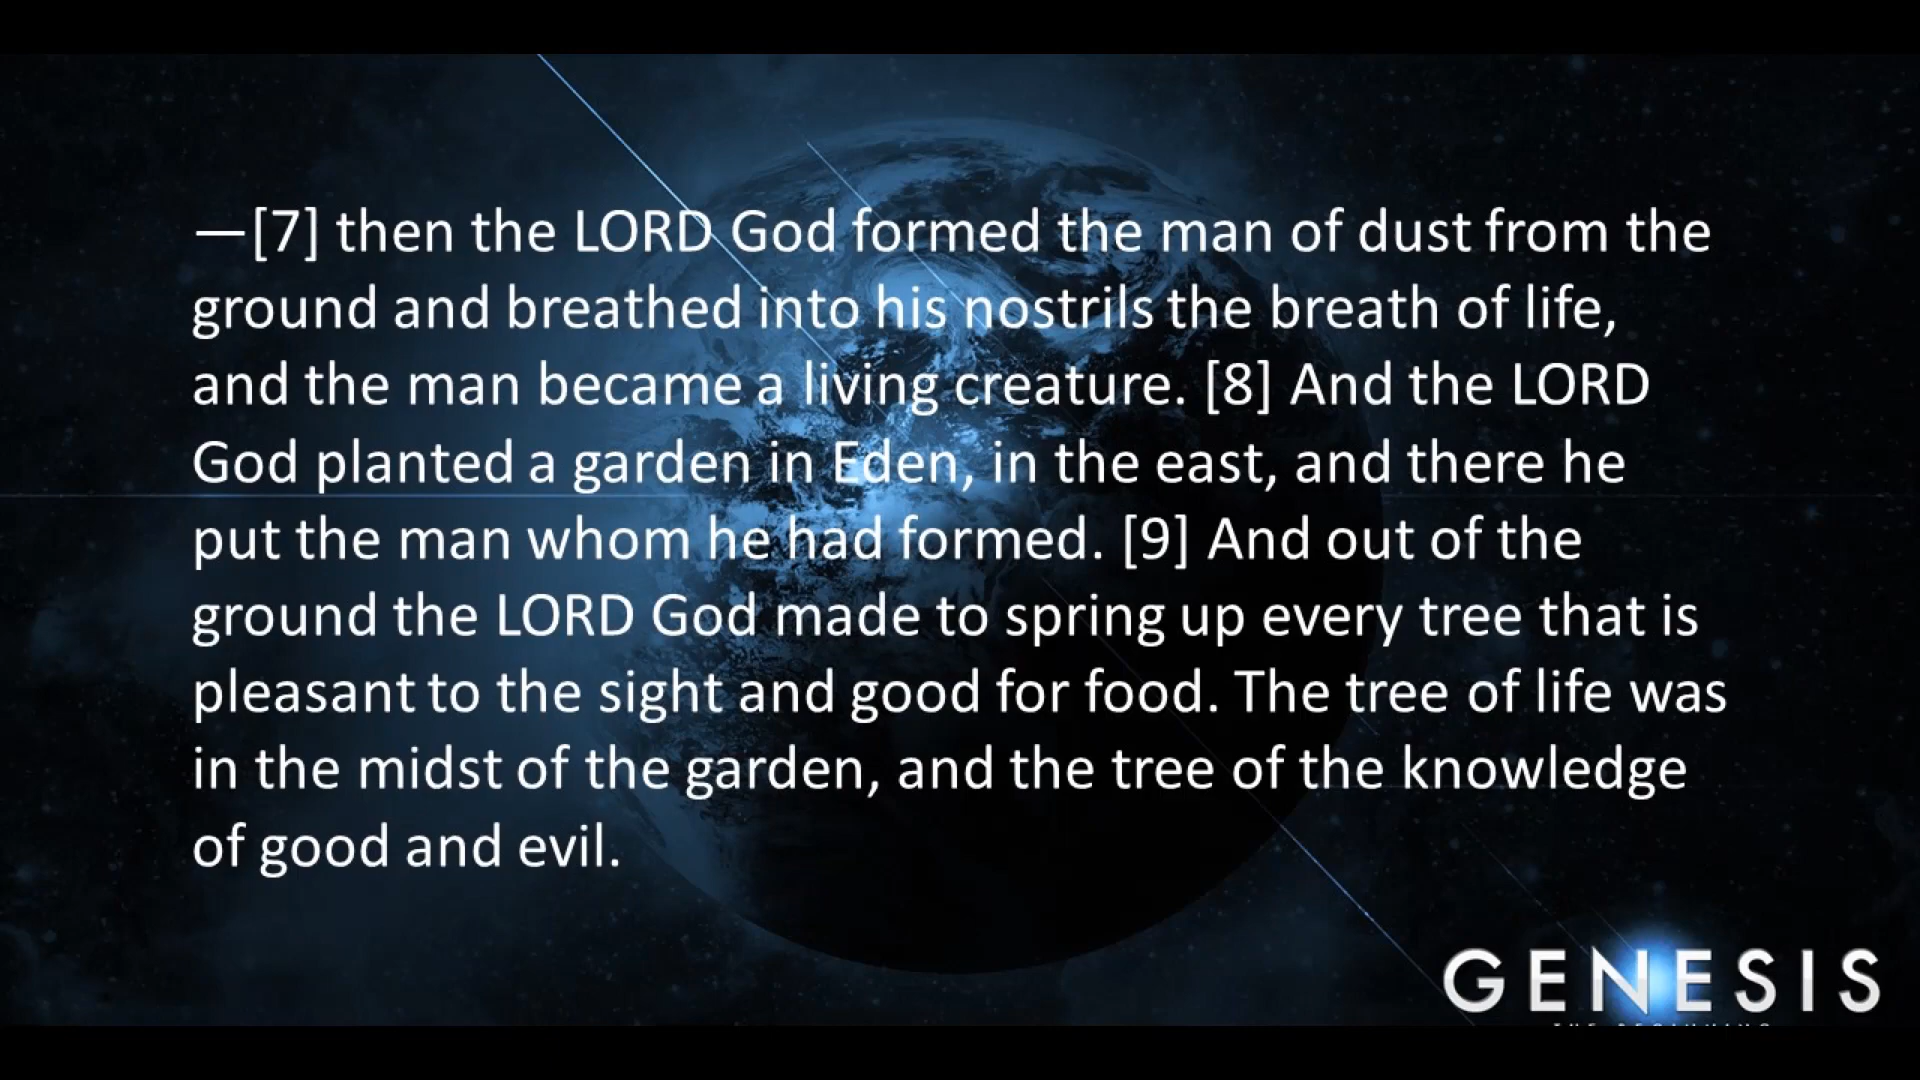 —[7] then the LORD God formed the man of dust from the
ground and breathed into his nostrils the breath of life,
and the man became a living creature. [8] And the LORD
God planted a garden in Eden, in the east, and there he
put the man whom he had formed. [9] And out of the
ground the LORD God made to spring up every tree that is
pleasant to the sight and good for food. The tree of life was
in the midst of the garden, and the tree of the knowledge
of good and evil.
GENESIS